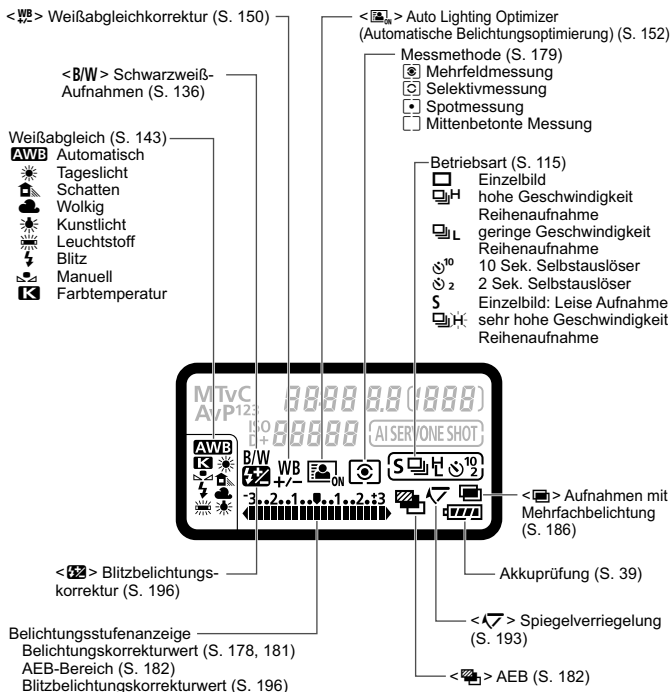 <WB +/-> Weißabgleichkorrektur (S. 150)
<B/W> Schwarzweiß-
Aufnahmen (S. 136)
Weißabgleich (S. 143)
AWB Automatisch
Tageslicht
Schatten
Wolkig
Kunstlicht
Leuchtstoff
Blitz
Manuell
K Farbtemperatur
<ON> Auto Lighting Optimizer
(Automatische Belichtungsoptimierung) (S. 152)
Messmethode (S. 179)
Mehrfeldmessung
Selektivmessung
Spotmessung
Mittenbetonte Messung
Betriebsart (S. 115)
Einzelbild
H hohe Geschwindigkeit
Reihenaufnahme
L geringe Geschwindigkeit
Reihenaufnahme
10 10 Sek. Selbstauslöser
2 2 Sek. Selbstauslöser
S Einzelbild: Leise Aufnahme
H sehr hohe Geschwindigkeit
Reihenaufnahme
MTvC 8888 8.8 (1888)
AvP123
ISO
D+ 88888 AI SERVO ONE SHOT
AWB B/W WB +/- ON S H 10 2
K
-3..2..1..0..1..2..+3
<> Aufnahmen mit
Mehrfachbelichtung
(S. 186)
Akkuprüfung (S. 39)
<> Spiegelverriegelung
(S. 193)
<> AEB (S. 182)
<> Blitzbelichtungs-
korrektur (S. 196)
Belichtungsstufenanzeige
Belichtungskorrekturwert (S. 178, 181)
AEB-Bereich (S. 182)
Blitzbelichtungskorrekturwert (S. 196)